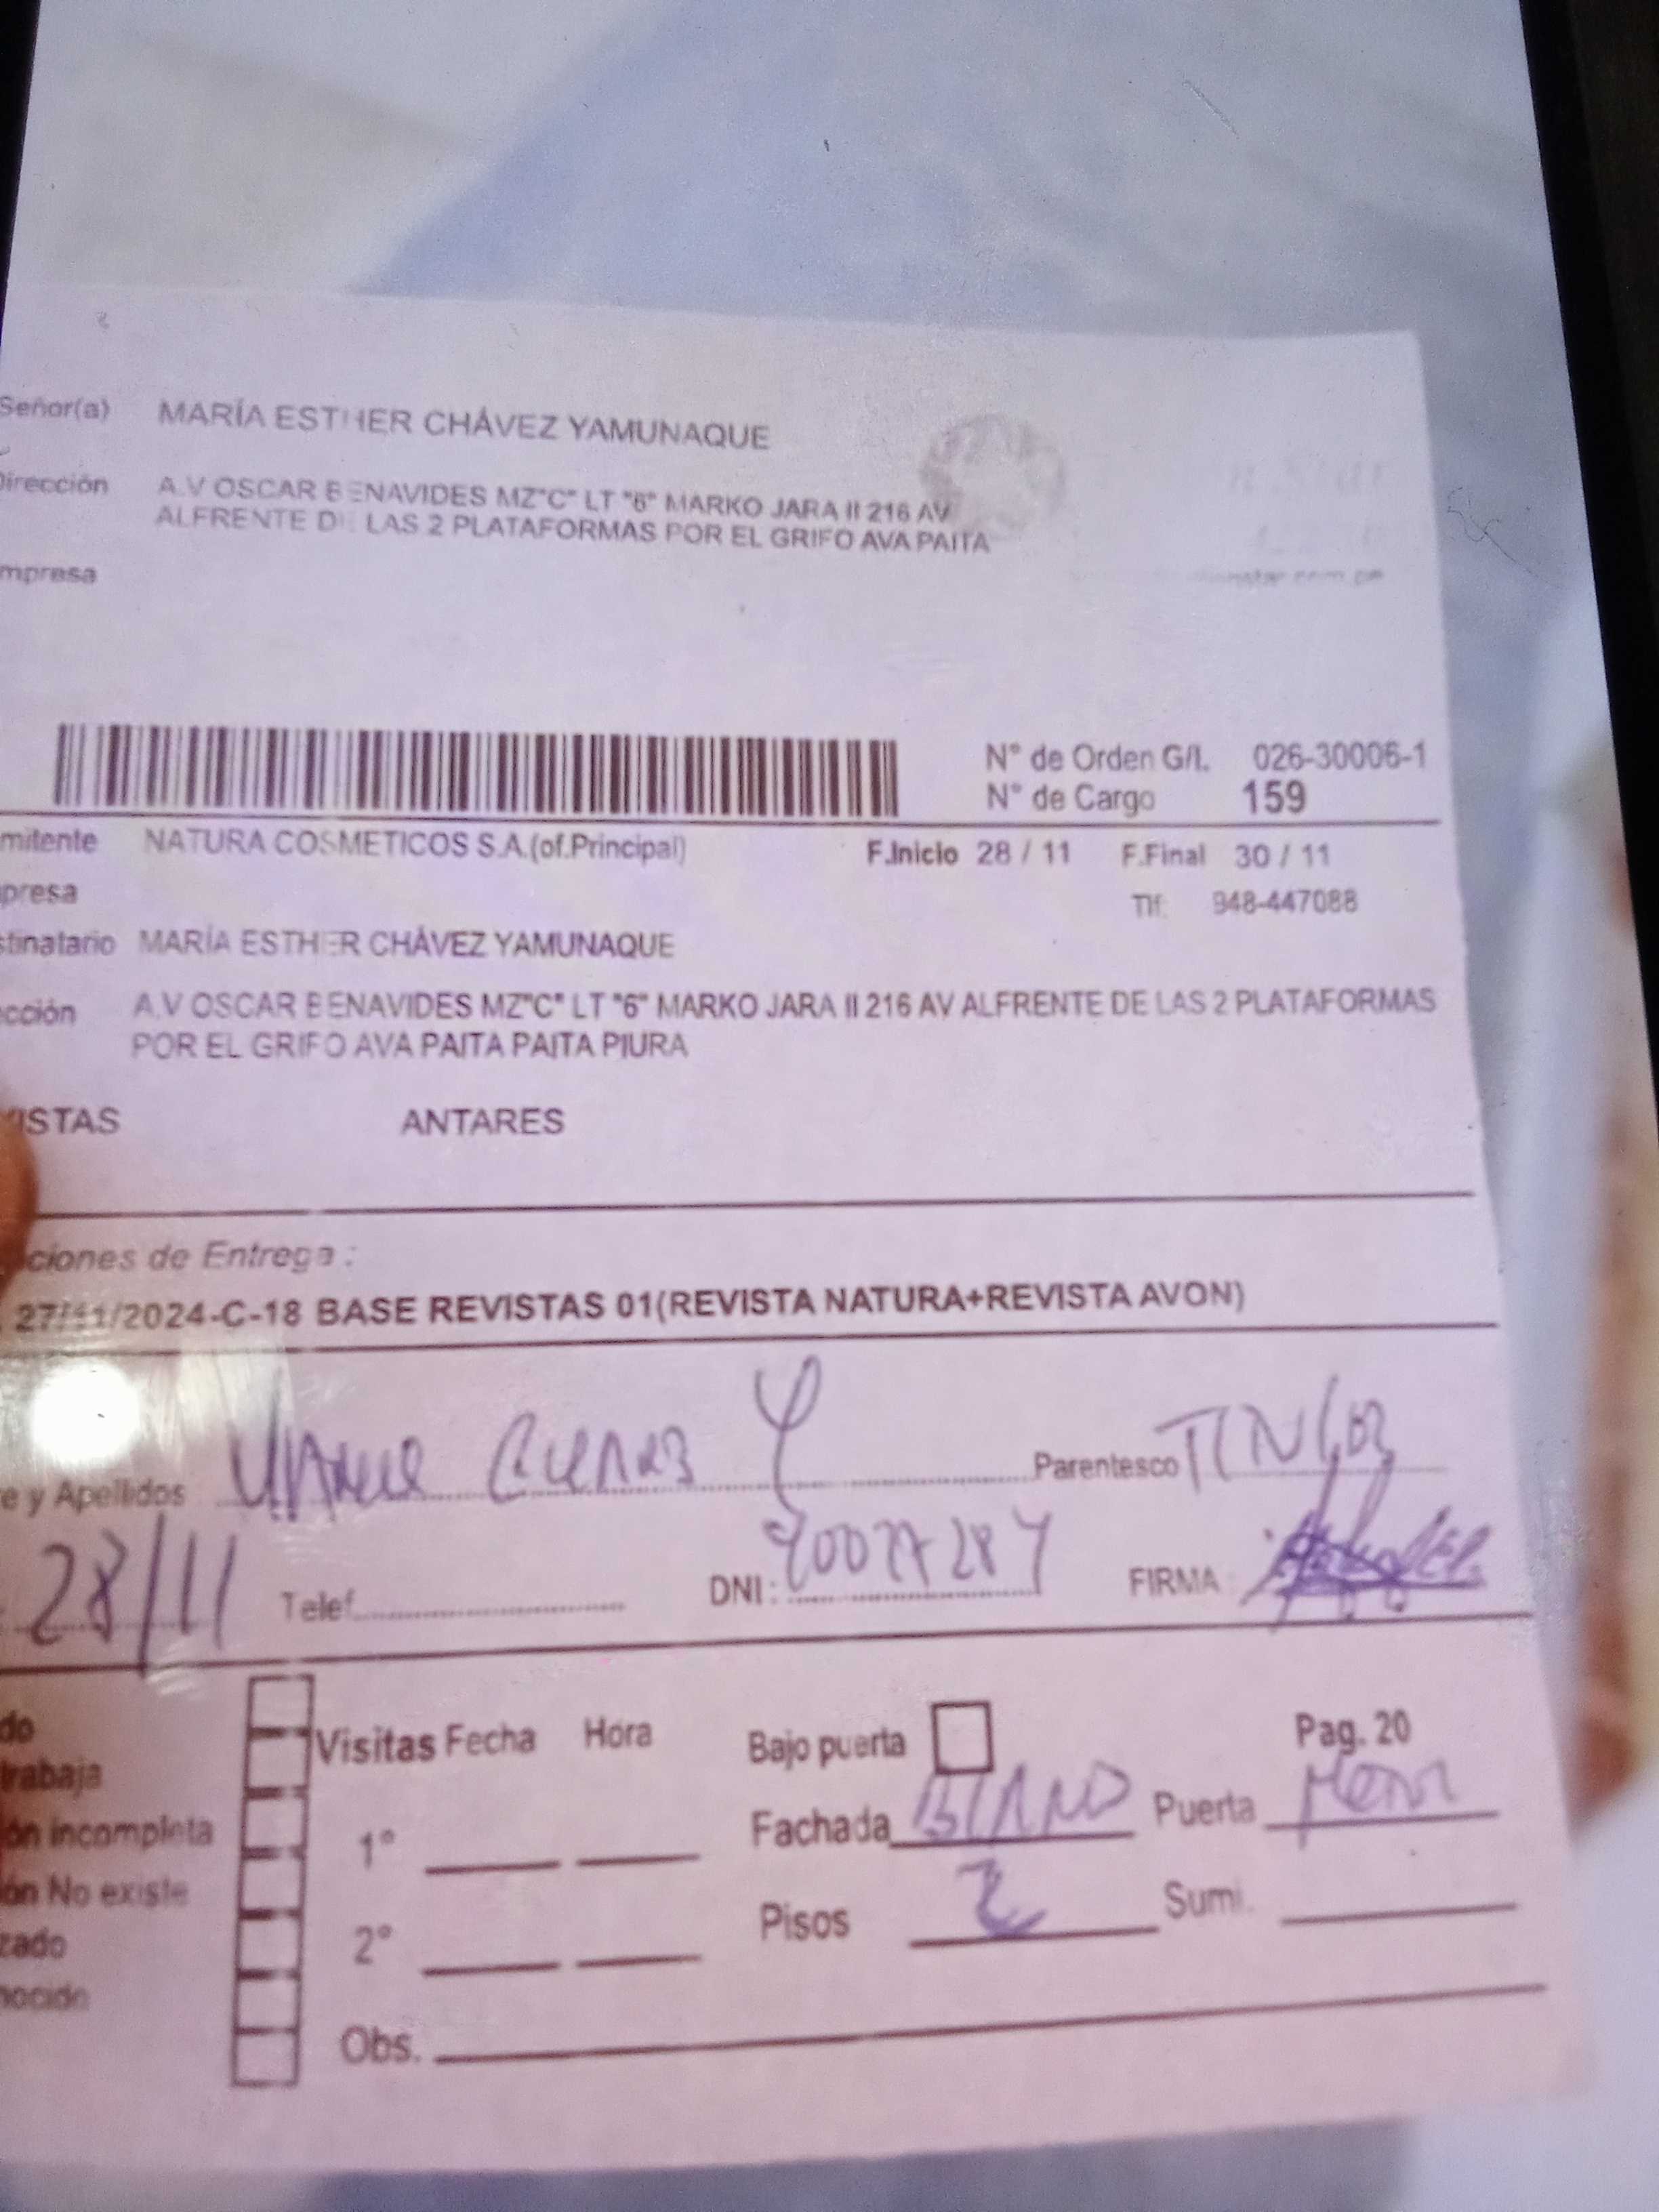 Señor(a) MARÍA ESTHER CHÁVEZ YAMUNAQUE
Dirección A.V OSCAR BENAVIDES MZ"C" LT "6" MARKO JARA II 216 AV
ALFRENTE DE LAS 2 PLATAFORMAS POR EL GRIFO AVA PAITA
mpresa
N° de Orden G/I. 026-30006-1
N° de Cargo 159
mitente NATURA COSMETICOS S.A.(of.Principal) F.Inicio 28 / 11 F.Final 30 / 11
presa Tlf: 948-447088
stinatario MARÍA ESTHER CHÁVEZ YAMUNAQUE
cción A.V OSCAR BENAVIDES MZ"C" LT "6" MARKO JARA II 216 AV ALFRENTE DE LAS 2 PLATAFORMAS
POR EL GRIFO AVA PAITA PAITA PIURA
ISTAS ANTARES
ciones de Entrega :
27/11/2024-C-18 BASE REVISTAS 01(REVISTA NATURA+REVISTA AVON)
e y Apellidos Parentesco
28/11 Telef. DNI: FIRMA :
do
Visitas Fecha Hora Bajo puerta Pag. 20
trabaja
ón incompleta 1° Fachada Puerta
ón No existe
zado 2° Pisos 2 Sumi.
nocido
Obs.